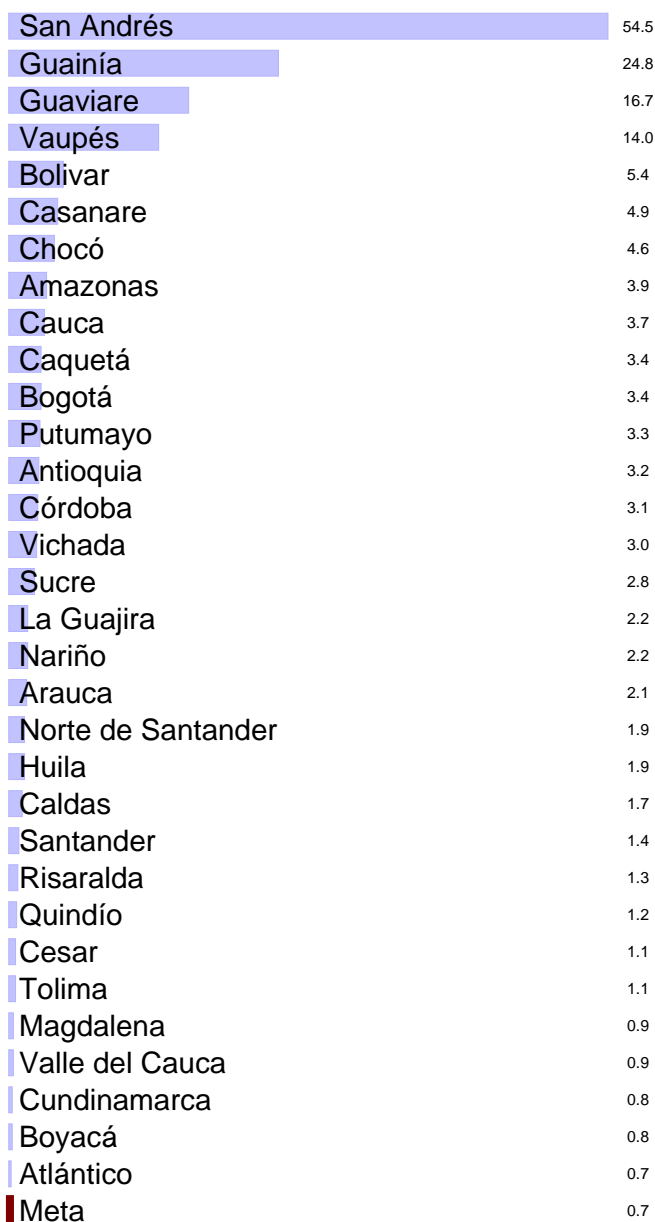 San Andrés 54.5
Guainía 24.8
Guaviare 16.7
Vaupés 14.0
Bolivar 5.4
Casanare 4.9
Chocó 4.6
Amazonas 3.9
Cauca 3.7
Caquetá 3.4
Bogotá 3.4
Putumayo 3.3
Antioquia 3.2
Córdoba 3.1
Vichada 3.0
Sucre 2.8
La Guajira 2.2
Nariño 2.2
Arauca 2.1
Norte de Santander 1.9
Huila 1.9
Caldas 1.7
Santander 1.4
Risaralda 1.3
Quindío 1.2
Cesar 1.1
Tolima 1.1
Magdalena 0.9
Valle del Cauca 0.9
Cundinamarca 0.8
Boyacá 0.8
Atlántico 0.7
Meta 0.7